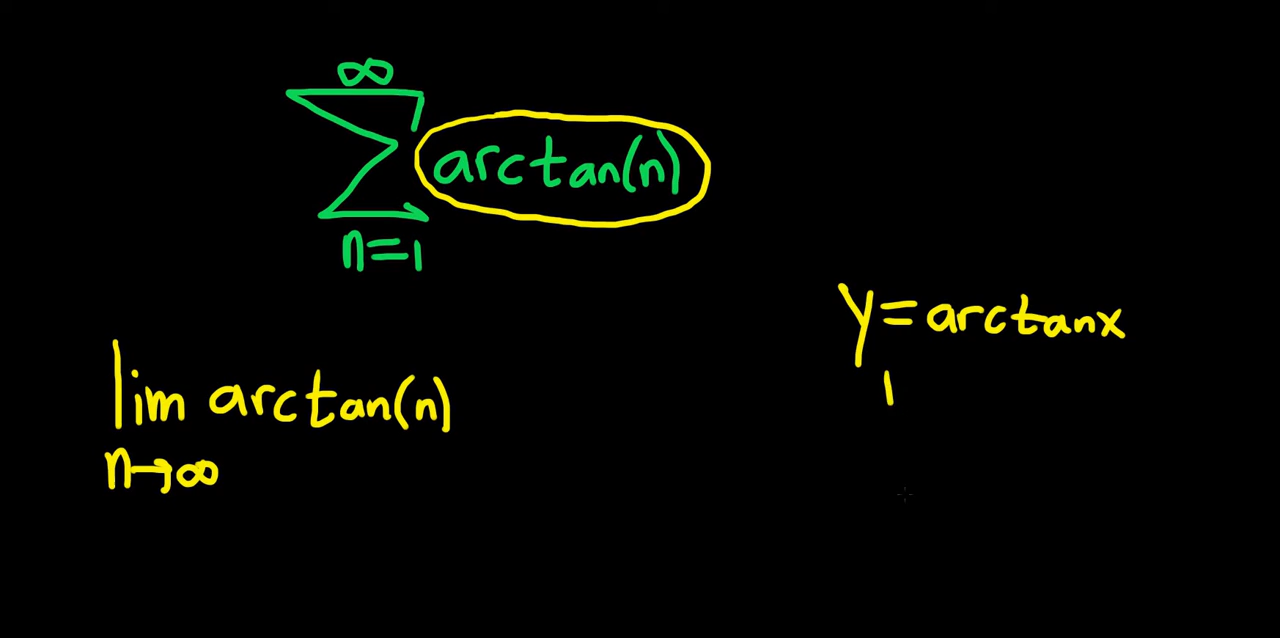 ∞
∑ arctan(n)
n=1
y=arctanx
lim arctan(n)
n→∞